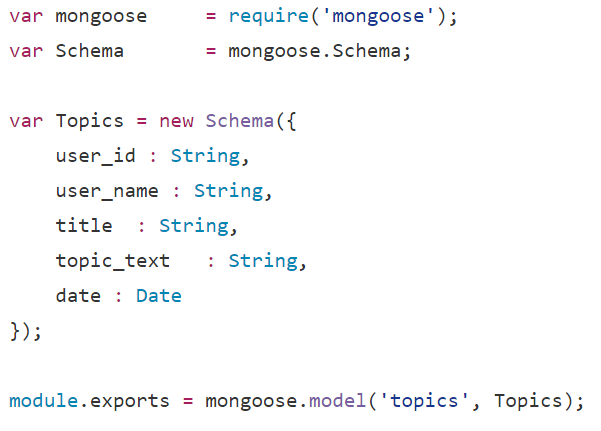 var mongoose     = require('mongoose');
var Schema       = mongoose.Schema;

var Topics = new Schema({
    user_id : String,
    user_name : String,
    title  : String,
    topic_text   : String,
    date : Date
});

module.exports = mongoose.model('topics', Topics);